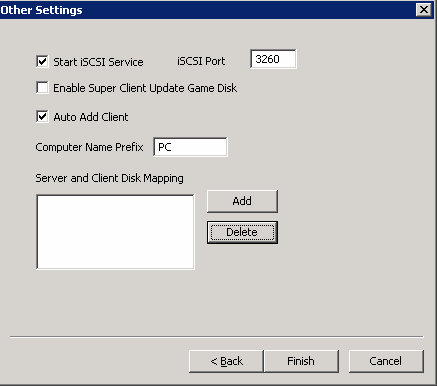 Other Settings
Start iSCSI Service iSCSI Port 3260
Enable Super Client Update Game Disk
Auto Add Client
Computer Name Prefix PC
Server and Client Disk Mapping
Add
Delete
< Back Finish Cancel